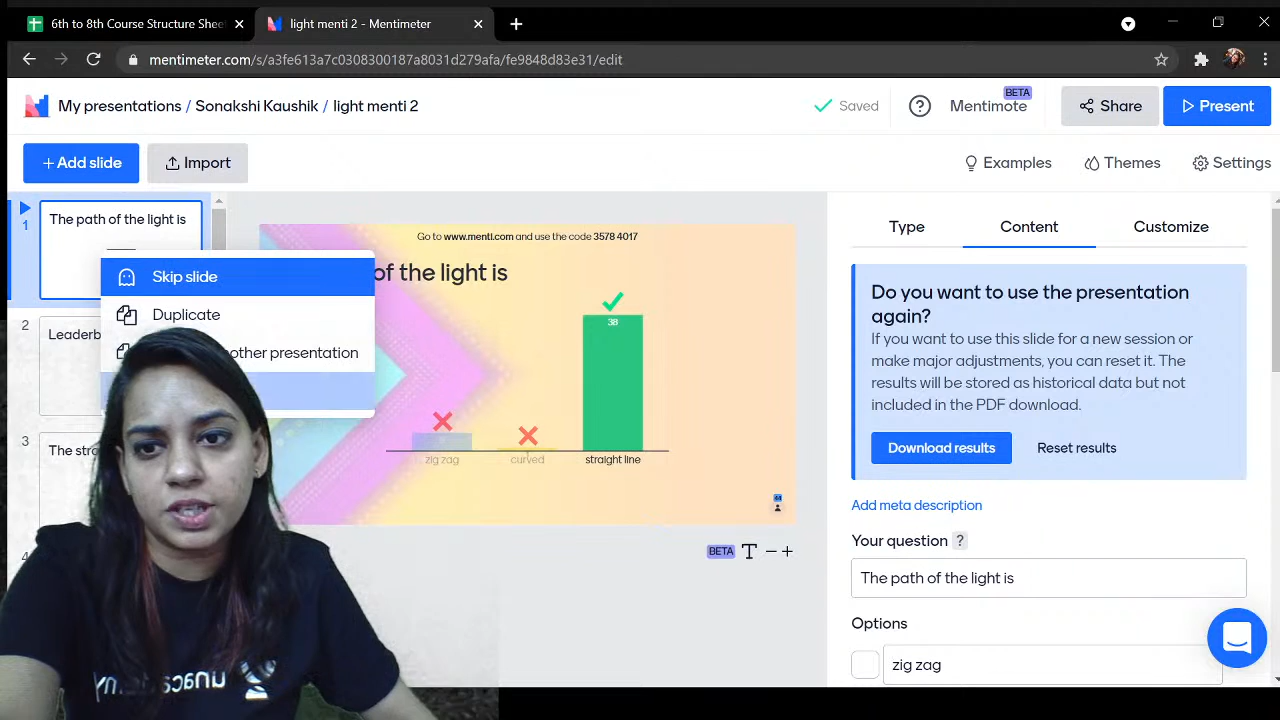 6th to 8th Course Structure Shee
light menti 2 - Mentimeter
mentimeter.com/s/a3fe613a7c0308300187a8031d279afa/fe9848d83e31/edit
My presentations / Sonakshi Kaushik / light menti 2
Saved
Mentimote
BETA
Share
Present
+ Add slide
Import
Examples
Themes
Settings
1
The path of the light is
Skip slide
Duplicate
other presentation
2
Leaderb
3
The stra
4
Go to www.menti.com and use the code 3578 4017
of the light is
38
zig zag
curved
straight line
44
BETA
T
Type
Content
Customize
Do you want to use the presentation
again?
If you want to use this slide for a new session or
make major adjustments, you can reset it. The
results will be stored as historical data but not
included in the PDF download.
Download results
Reset results
Add meta description
Your question ?
The path of the light is
Options
zig zag
unacademy